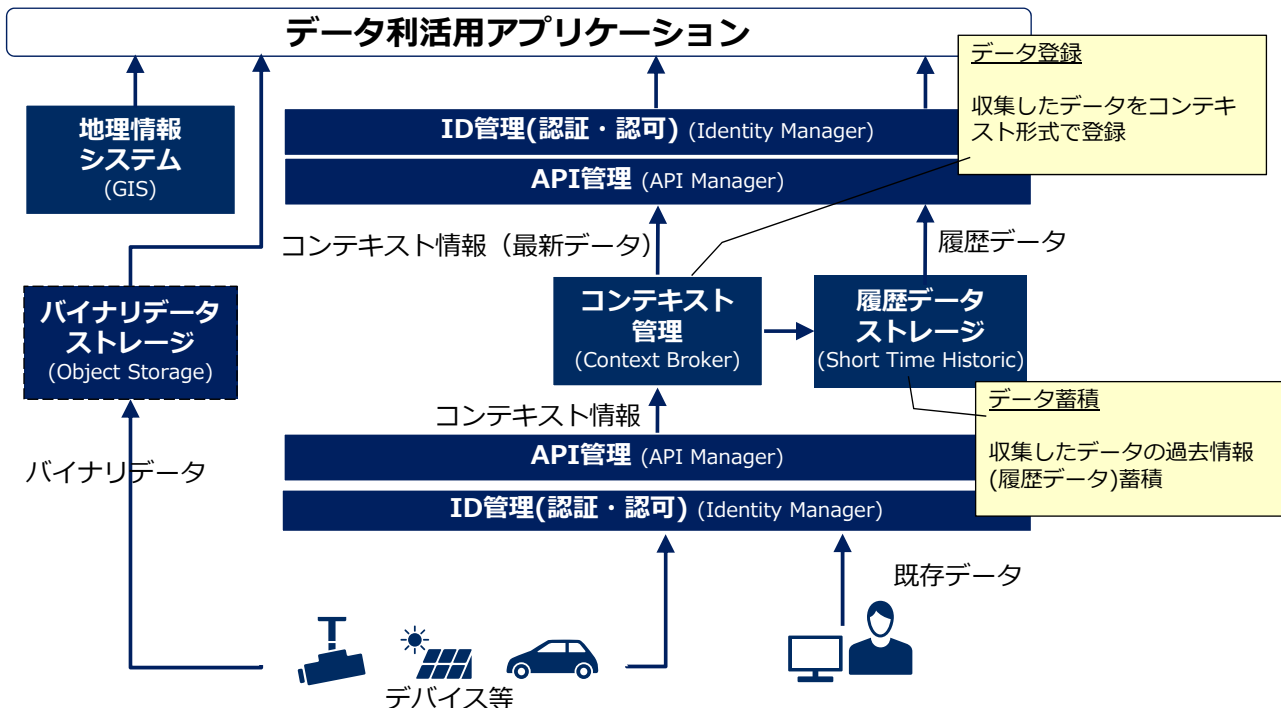 データ利活用アプリケーション
データ登録
収集したデータをコンテキ
スト形式で登録
地理情報
システム
(GIS)
ID管理(認証・認可) (Identity Manager)
API管理 (API Manager)
コンテキスト情報（最新データ）
履歴データ
バイナリデータ
ストレージ
(Object Storage)
コンテキスト
管理
(Context Broker)
履歴データ
ストレージ
(Short Time Historic)
データ蓄積
収集したデータの過去情報
(履歴データ)蓄積
コンテキスト情報
バイナリデータ
API管理 (API Manager)
ID管理(認証・認可) (Identity Manager)
既存データ
デバイス等